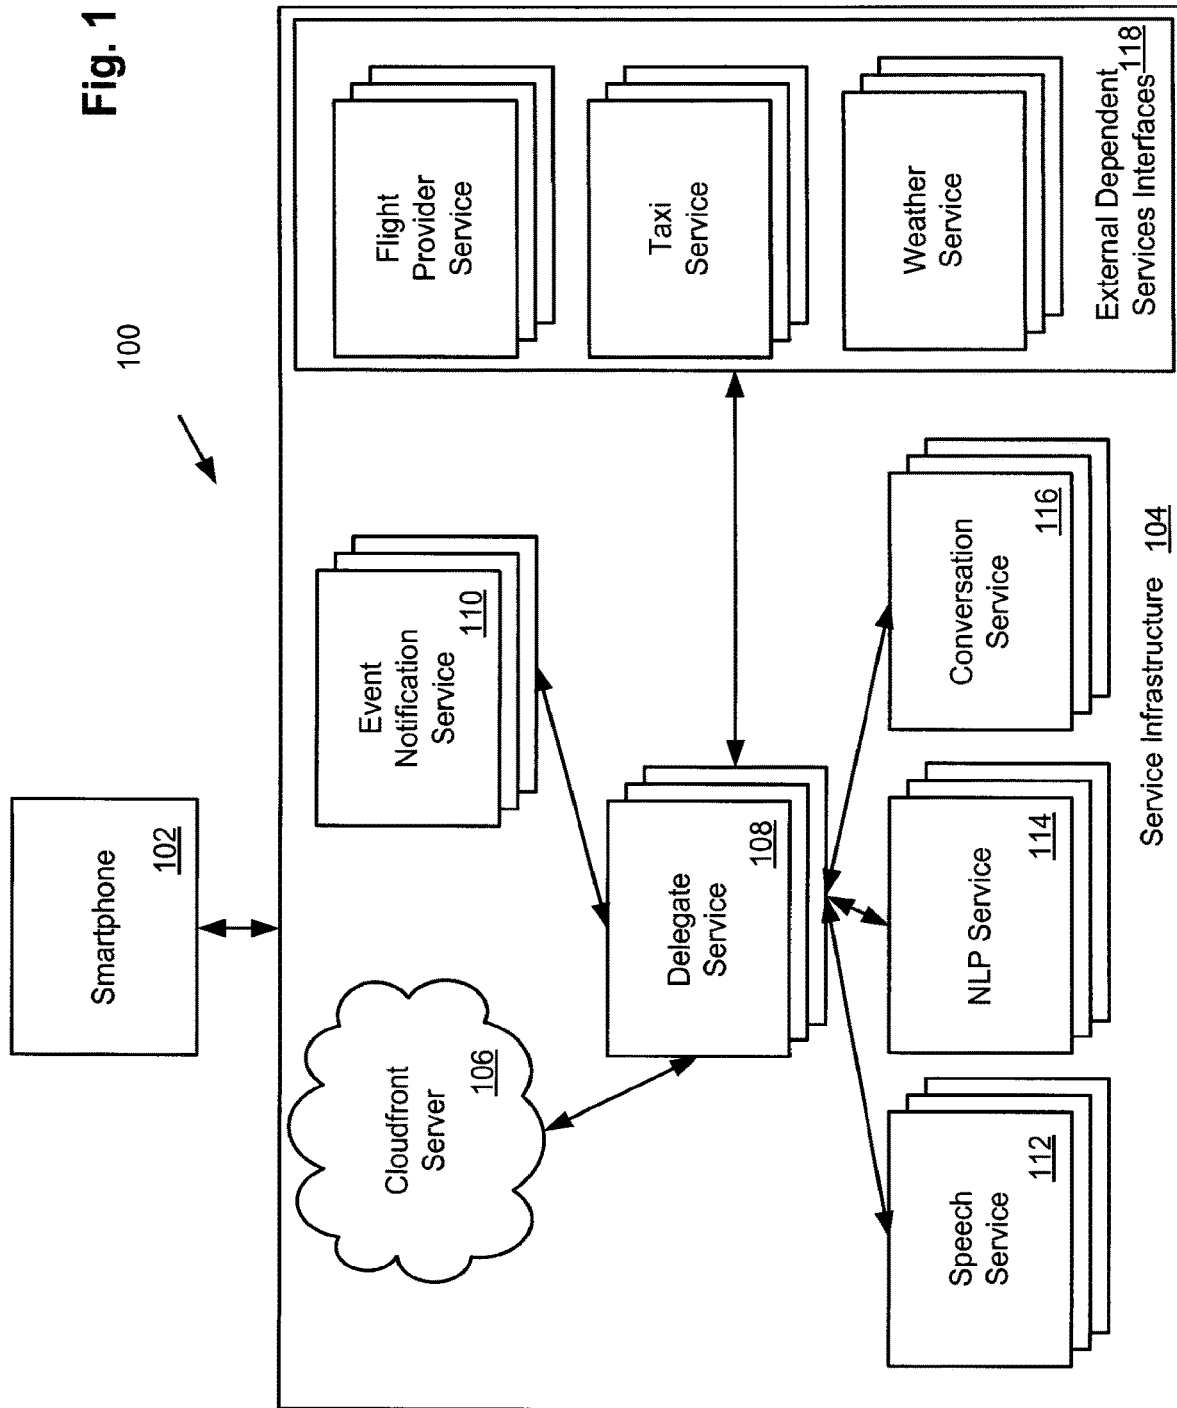 Fig. 1
100
Smartphone
102
Cloudfront
Server
106
Event
Notification
Service
110
Delegate
Service
108
Speech
Service
112
NLP Service
114
Conversation
Service
116
Service Infrastructure 104
Flight
Provider
Service
Taxi
Service
Weather
Service
External Dependent
Services Interfaces 118